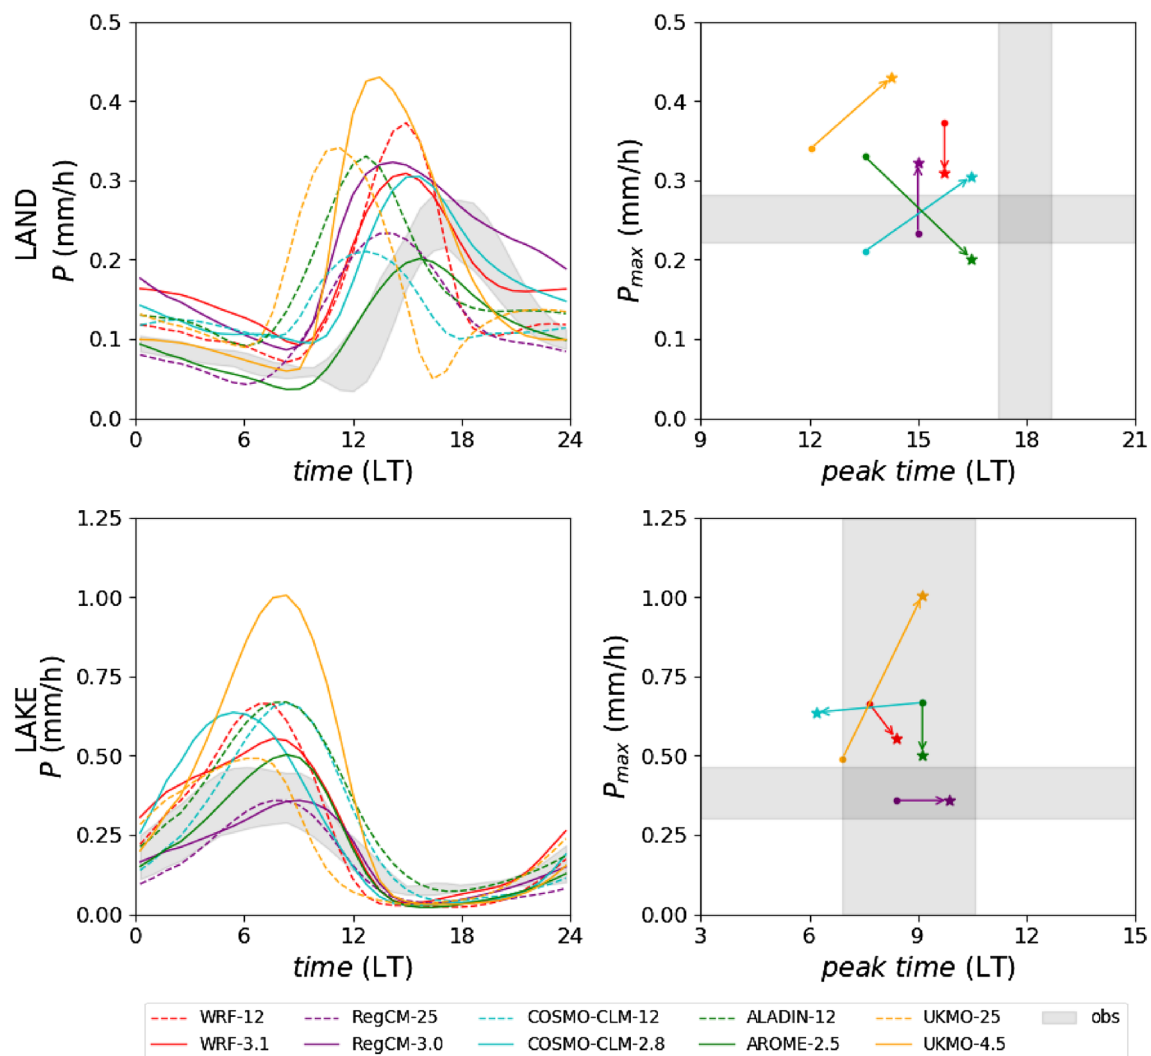 LAND
P (mm/h)
0.5
0.4
0.3
0.2
0.1
0.0
0 6 12 18 24
time (LT)
P_max (mm/h)
0.5
0.4
0.3
0.2
0.1
0.0
9 12 15 18 21
peak time (LT)
LAKE
P (mm/h)
1.25
1.00
0.75
0.50
0.25
0.00
0 6 12 18 24
time (LT)
P_max (mm/h)
1.25
1.00
0.75
0.50
0.25
0.00
3 6 9 12 15
peak time (LT)
WRF-12 RegCM-25 COSMO-CLM-12 ALADIN-12 UKMO-25 obs
WRF-3.1 RegCM-3.0 COSMO-CLM-2.8 AROME-2.5 UKMO-4.5